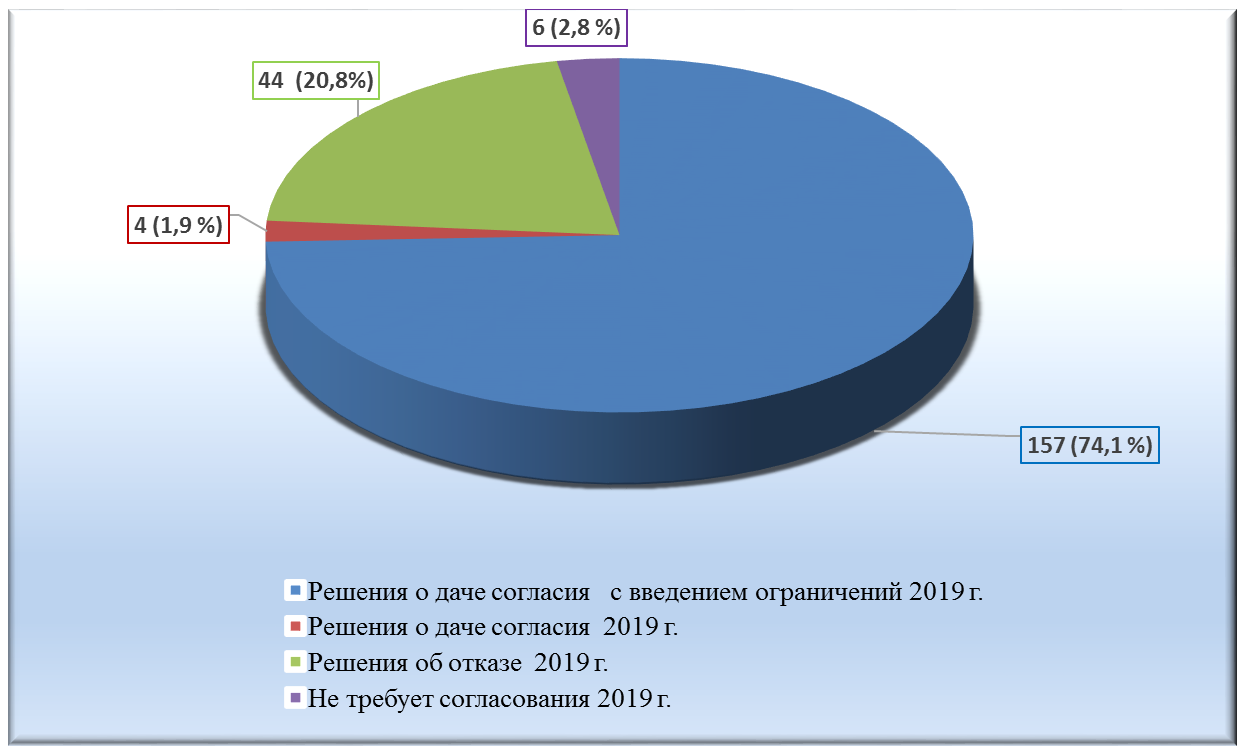 6 (2,8 %)
44 (20,8%)
4 (1,9 %)
157 (74,1 %)
Решения о даче согласия с введением ограничений 2019 г.
Решения о даче согласия 2019 г.
Решения об отказе 2019 г.
Не требует согласования 2019 г.